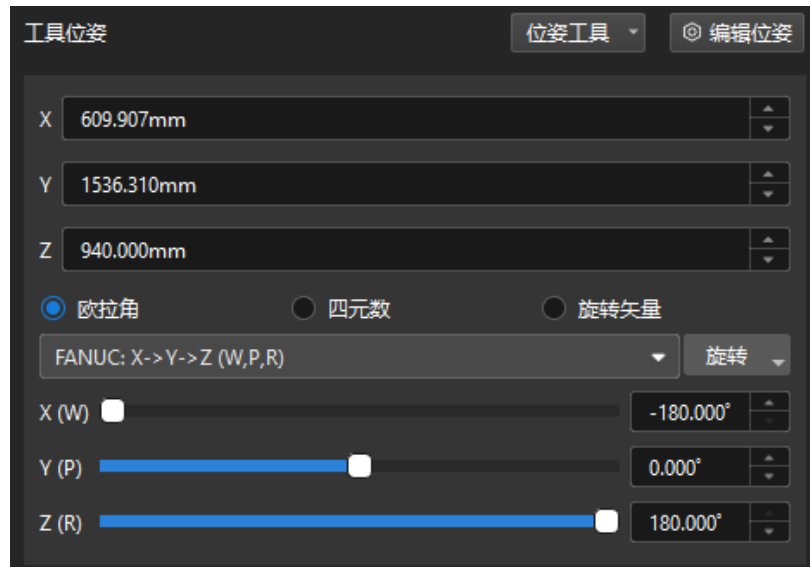 工具位姿 位姿工具 编辑位姿
X 609.907mm
Y 1536.310mm
Z 940.000mm
欧拉角 四元数 旋转矢量
FANUC: X->Y->Z (W,P,R) 旋转
X (W) -180.000°
Y (P) 0.000°
Z (R) 180.000°